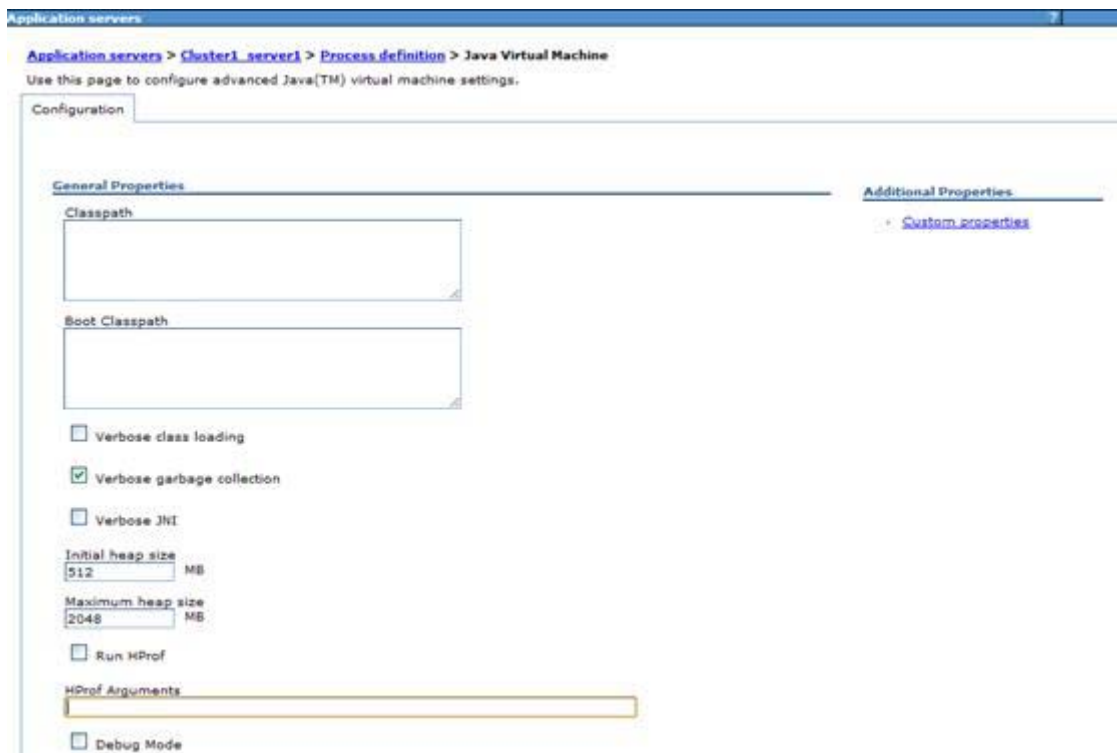 Application servers ?
Application servers > Cluster1_server1 > Process definition > Java Virtual Machine
Use this page to configure advanced Java(TM) virtual machine settings.
Configuration
General Properties
Additional Properties
Classpath
· Custom properties
Boot Classpath
Verbose class loading
Verbose garbage collection
Verbose JNI
Initial heap size
512 MB
Maximum heap size
2048 MB
Run HProf
HProf Arguments
Debug Mode